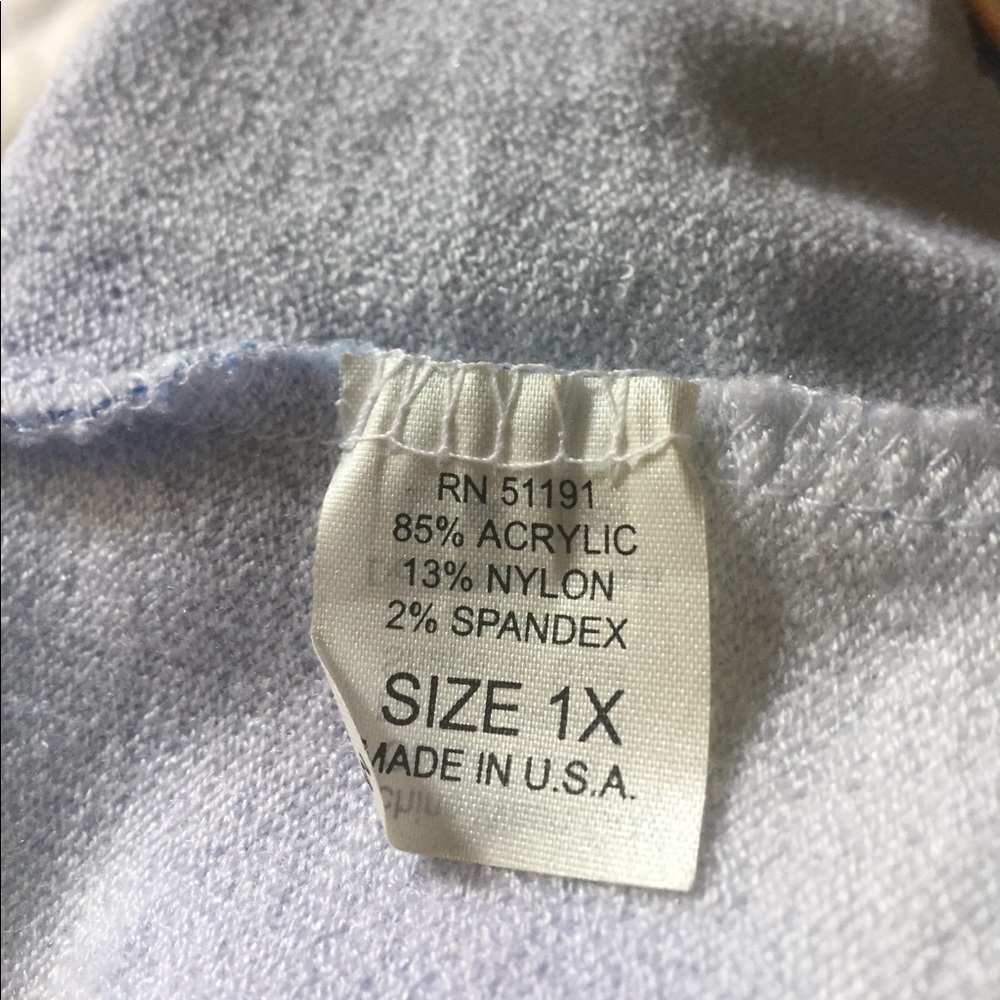 RN 51191
85% ACRYLIC
13% NYLON
2% SPANDEX
SIZE 1X
MADE IN U.S.A.